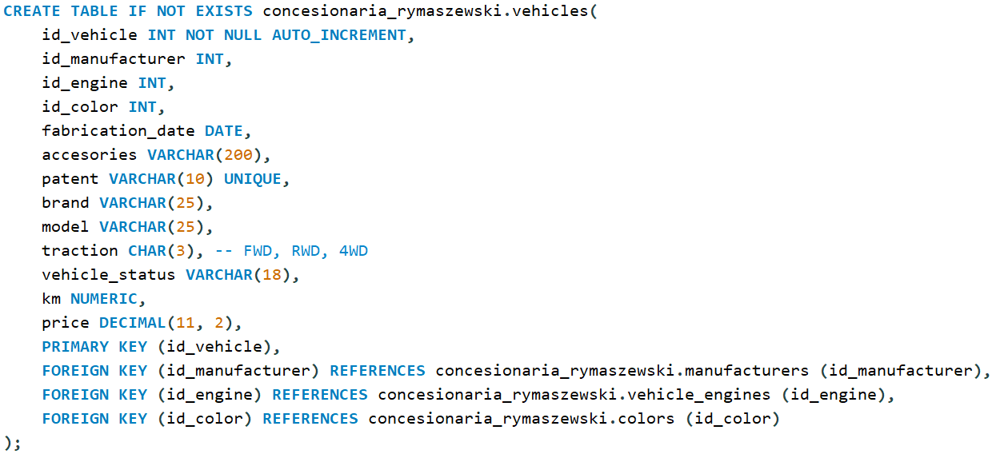 CREATE TABLE IF NOT EXISTS concesionaria_rymaszewski.vehicles(
    id_vehicle INT NOT NULL AUTO_INCREMENT,
    id_manufacturer INT,
    id_engine INT,
    id_color INT,
    fabrication_date DATE,
    accesories VARCHAR(200),
    patent VARCHAR(10) UNIQUE,
    brand VARCHAR(25),
    model VARCHAR(25),
    traction CHAR(3), -- FWD, RWD, 4WD
    vehicle_status VARCHAR(18),
    km NUMERIC,
    price DECIMAL(11, 2),
    PRIMARY KEY (id_vehicle),
    FOREIGN KEY (id_manufacturer) REFERENCES concesionaria_rymaszewski.manufacturers (id_manufacturer),
    FOREIGN KEY (id_engine) REFERENCES concesionaria_rymaszewski.vehicle_engines (id_engine),
    FOREIGN KEY (id_color) REFERENCES concesionaria_rymaszewski.colors (id_color)
);